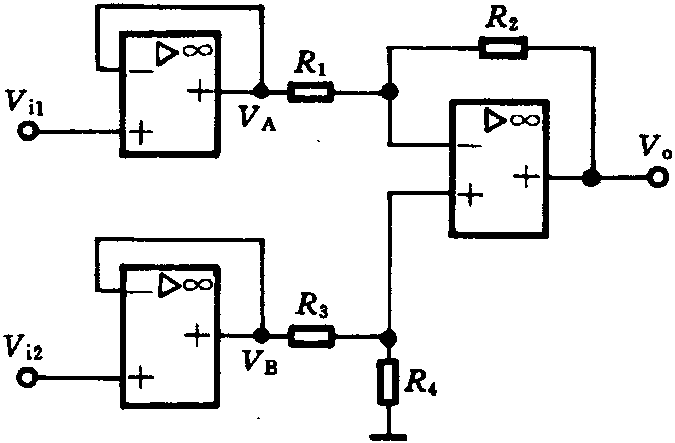 R₂
▷∞
R₁
V_i1
− +
+
V_A
▷∞
−
+ +
V_o
▷∞
−
+
R₃
V_i2
+
V_B
R₄